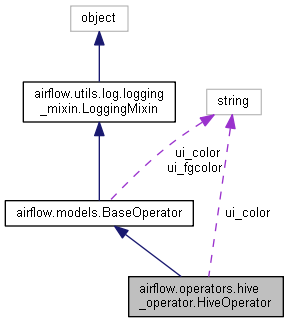 object
airflow.utils.log.logging
_mixin.LoggingMixin
string
ui_color
ui_fgcolor
airflow.models.BaseOperator
ui_color
airflow.operators.hive
_operator.HiveOperator